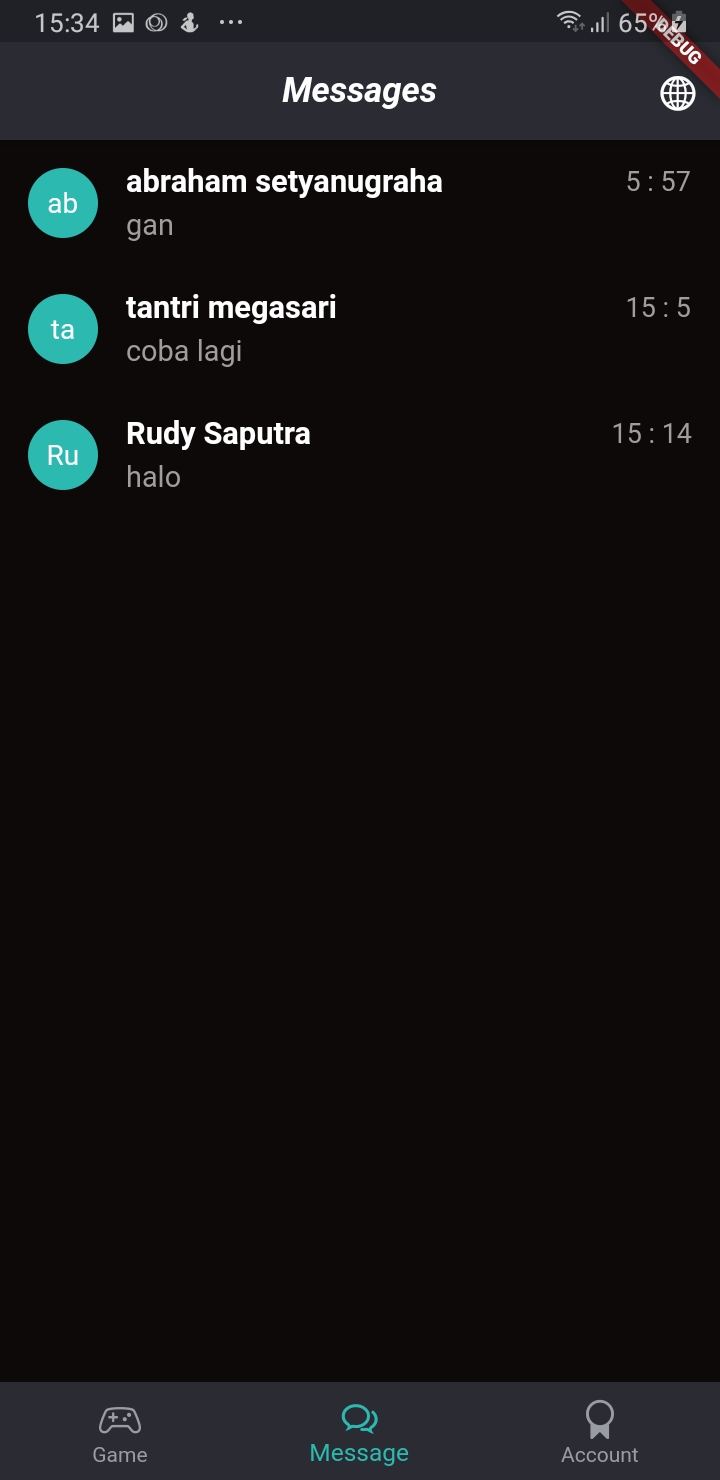 15:34
65%
DEBUG
Messages
ab
abraham setyanugraha
5 : 57
gan
ta
tantri megasari
15 : 5
coba lagi
Ru
Rudy Saputra
15 : 14
halo
Game
Message
Account